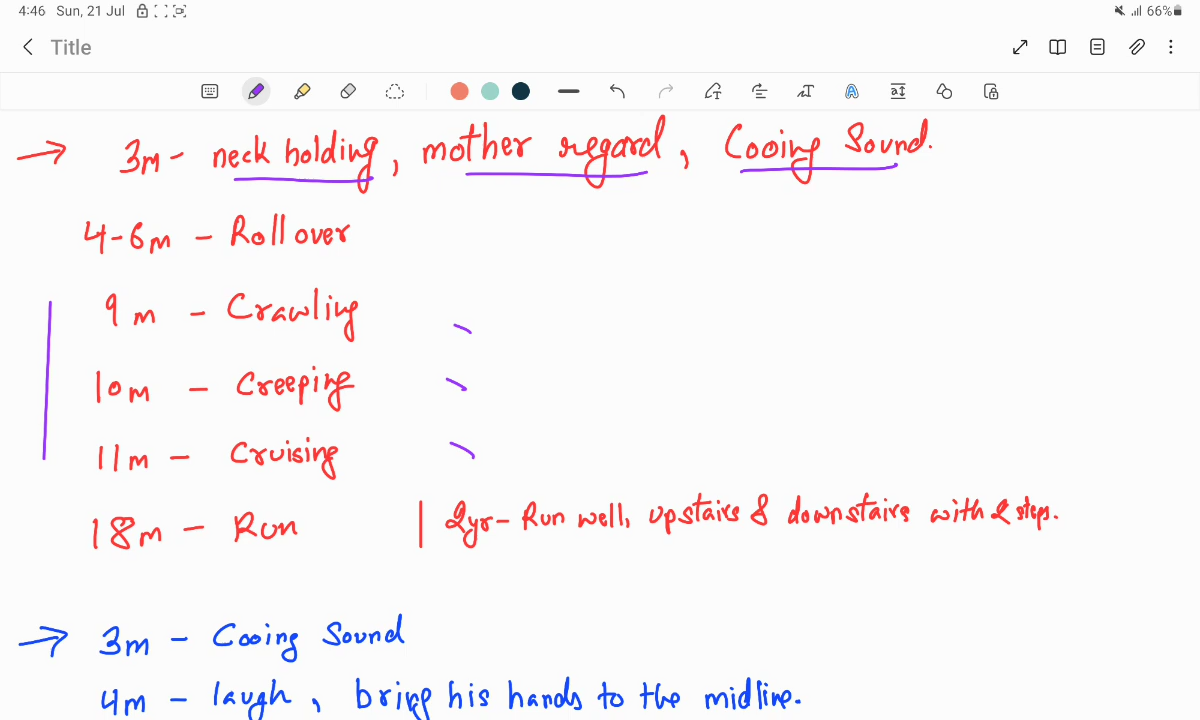 4:46 Sun, 21 Jul 66%
Title
→ 3m - neck holding, mother regard, Cooing Sound.
4-6m - Roll over
9m - Crawling
10m - Creeping
11m - Cruising
18m - Run | 2yr - Run well, upstairs & downstairs with 2 steps.
→ 3m - Cooing Sound
4m - laugh, bring his hands to the midline.